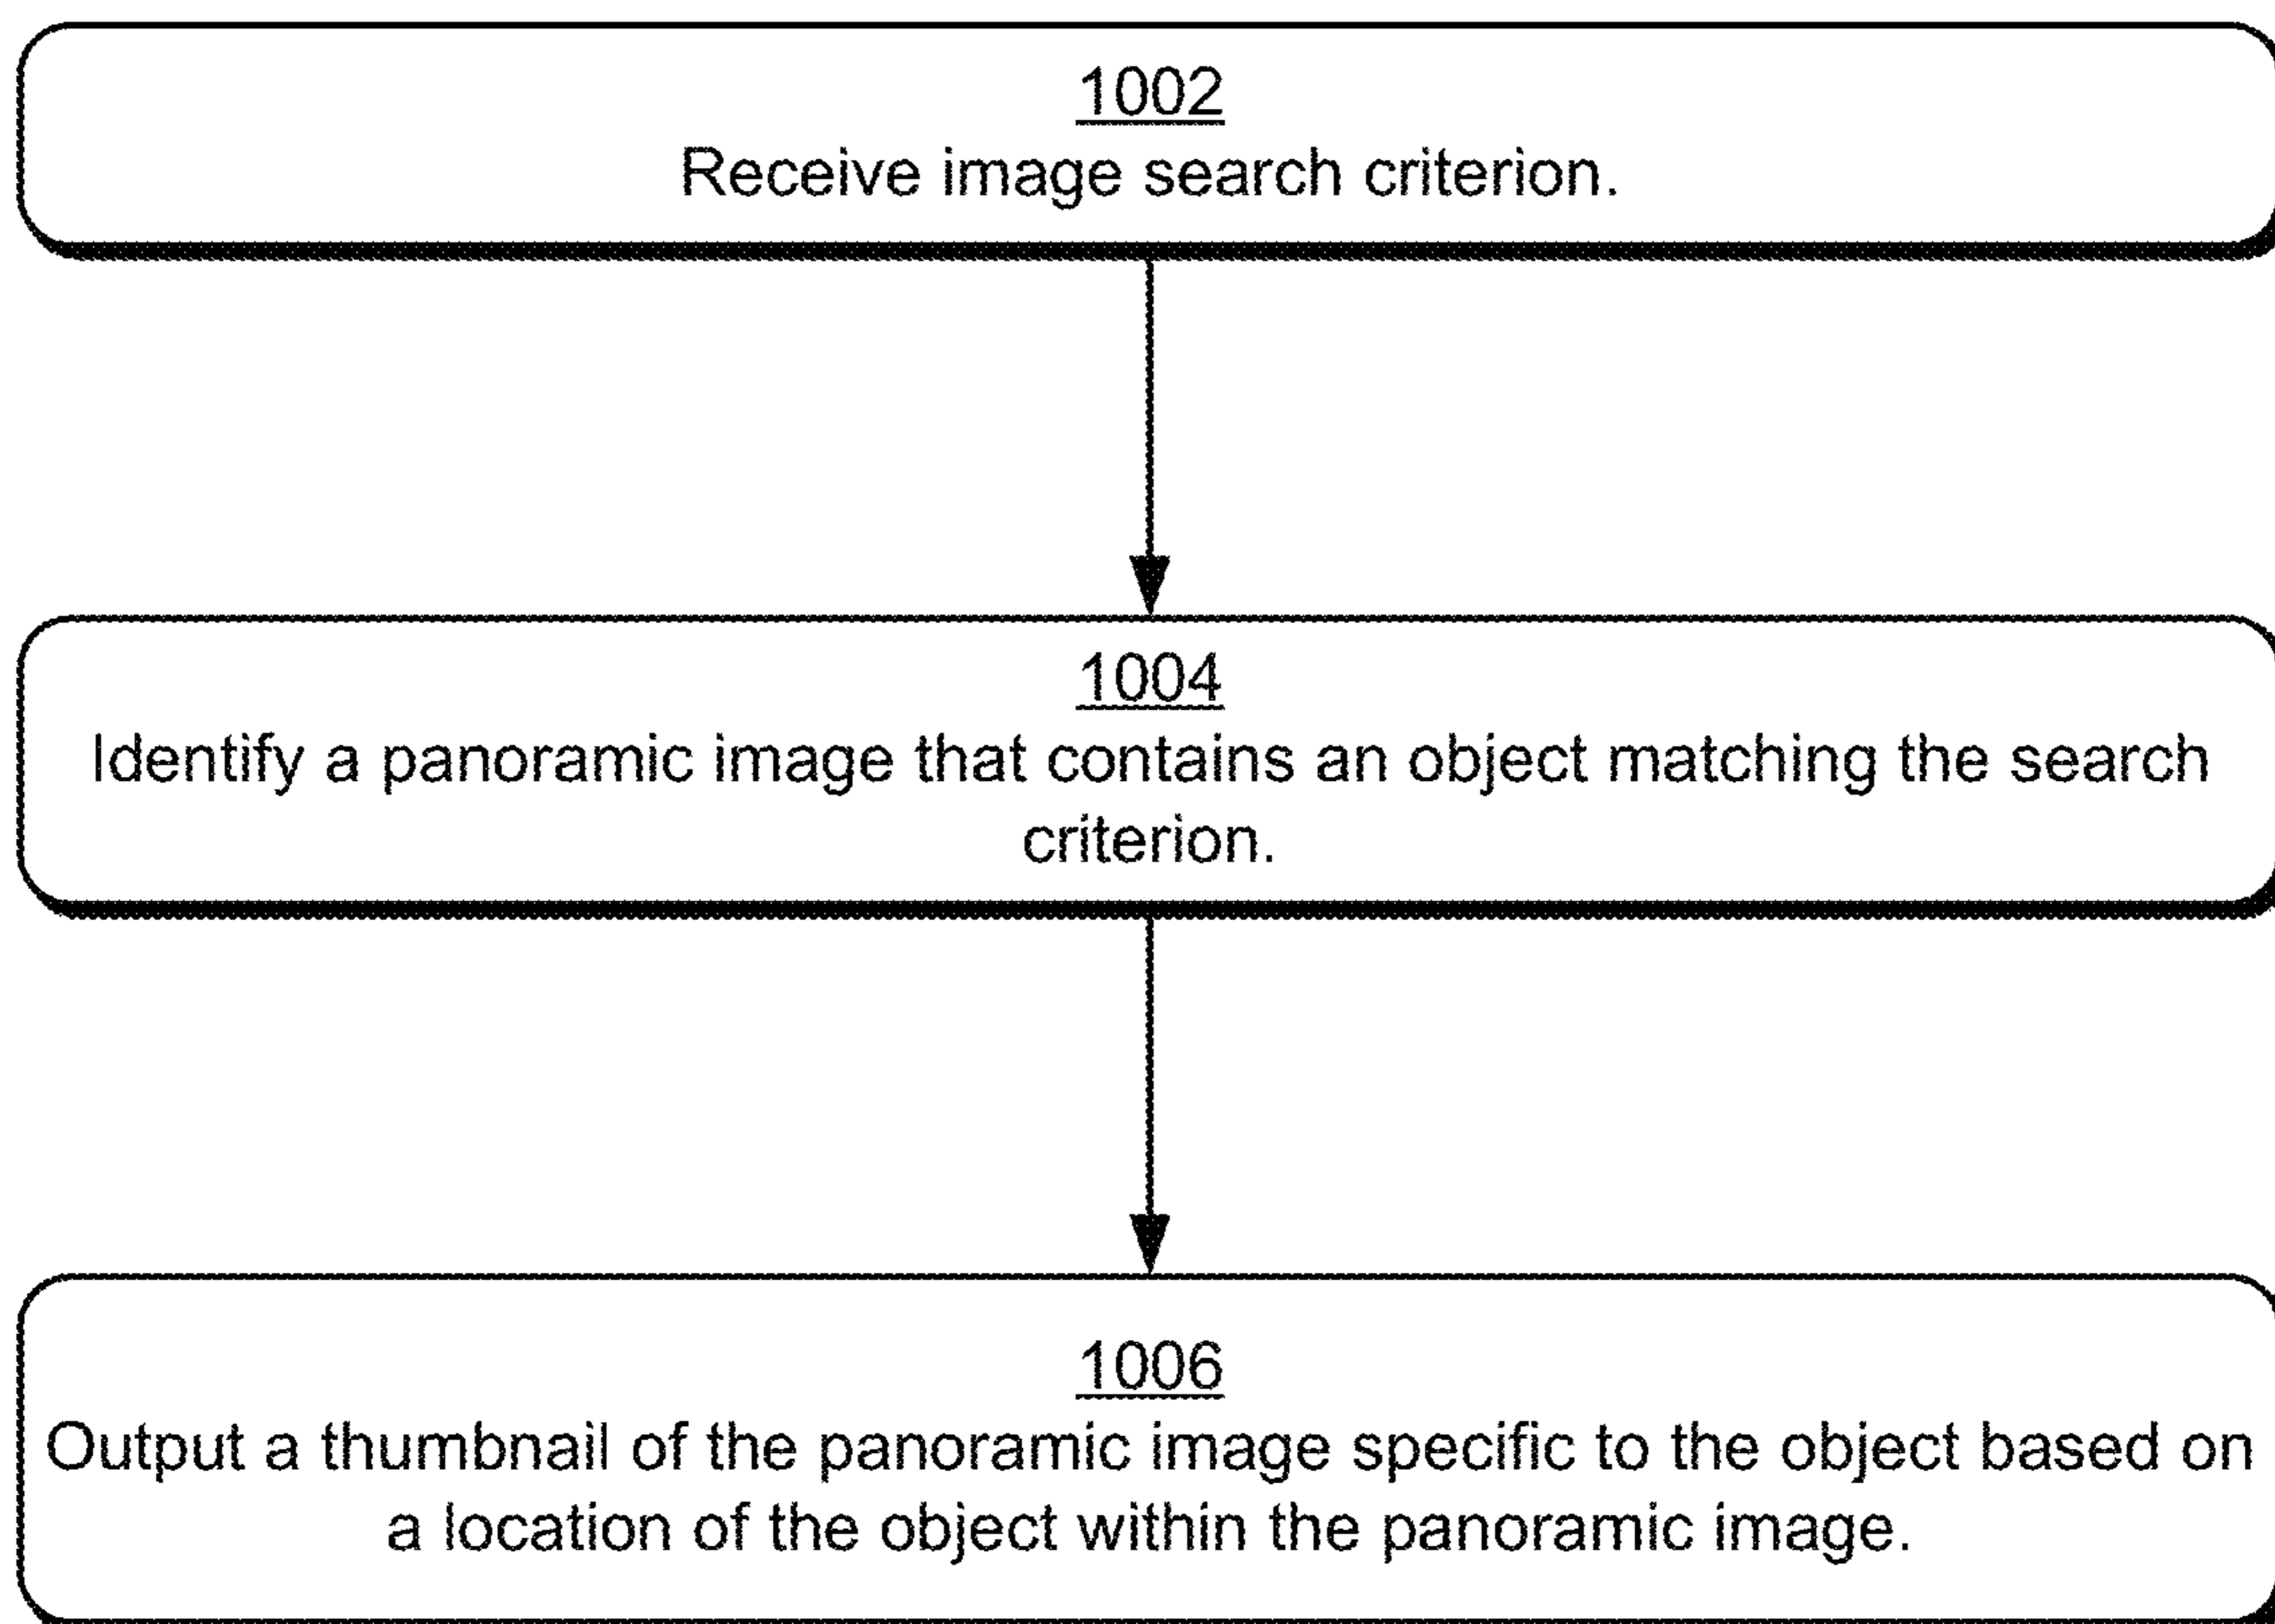 1002
Receive image search criterion.
1004
Identify a panoramic image that contains an object matching the search
criterion.
1006
Output a thumbnail of the panoramic image specific to the object based on
a location of the object within the panoramic image.